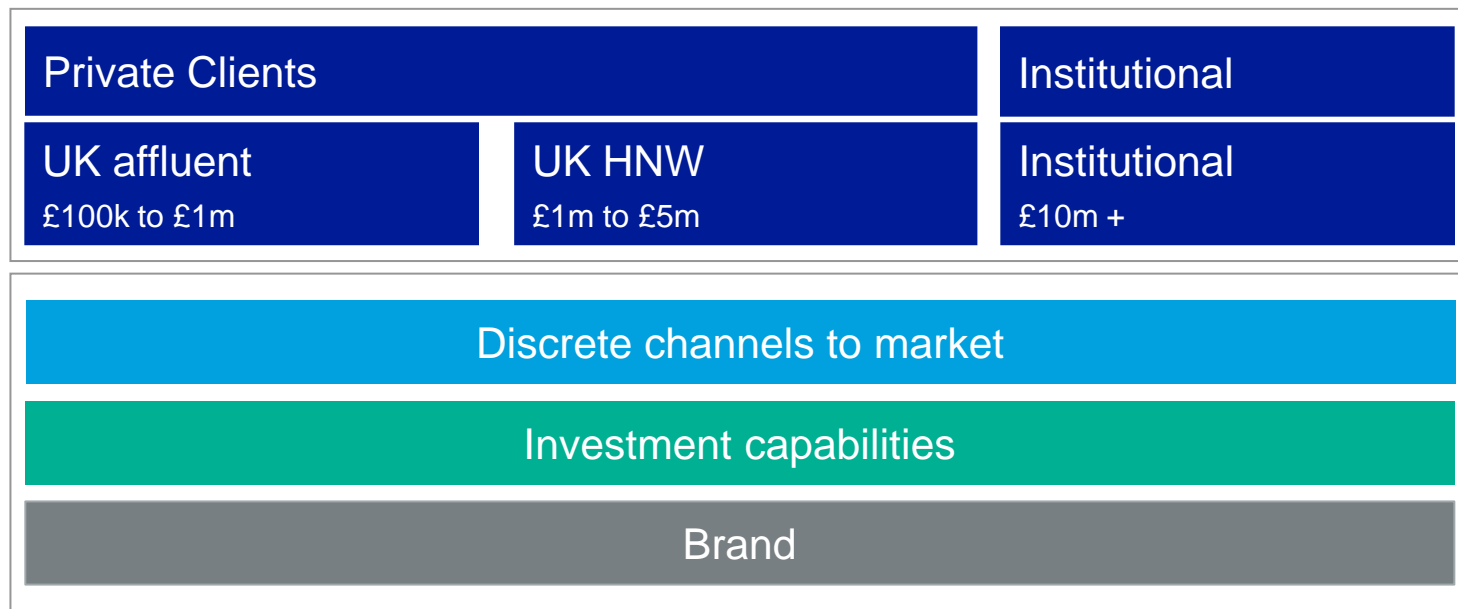 Private Clients
Institutional
UK affluent
£100k to £1m
UK HNW
£1m to £5m
Institutional
£10m +
Discrete channels to market
Investment capabilities
Brand